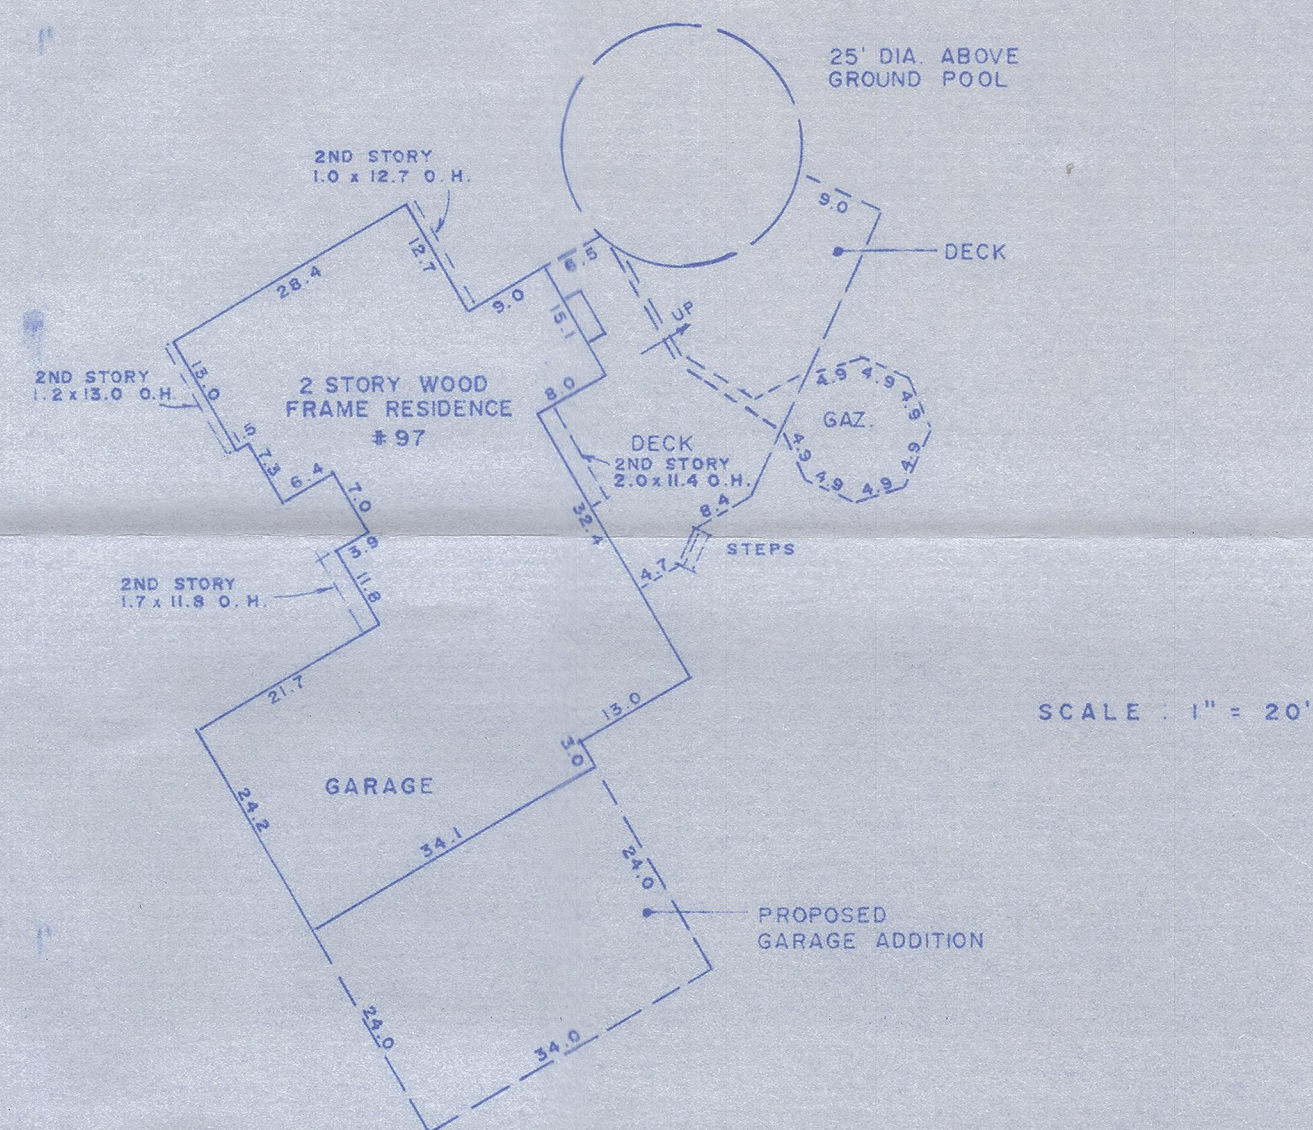 25' DIA. ABOVE
GROUND POOL
2ND STORY
1.0 x 12.7 O.H.
9.0
DECK
12.7
28.4
6.5
9.0
15.1
UP
2ND STORY
1.2 x 13.0 O.H.
13.0
2 STORY WOOD
FRAME RESIDENCE
# 97
8.0
4.9
4.9
4.9
GAZ.
4.9
4.9
4.9
4.9
DECK
2ND STORY
2.0 x 11.4 O.H.
.5
7.3
6.4
7.0
3.9
32.4
8.4
STEPS
4.7
2ND STORY
1.7 x 11.8 O.H.
11.8
21.7
13.0
3.0
SCALE : 1" = 20'
GARAGE
24.2
34.1
24.0
PROPOSED
GARAGE ADDITION
24.0
34.0